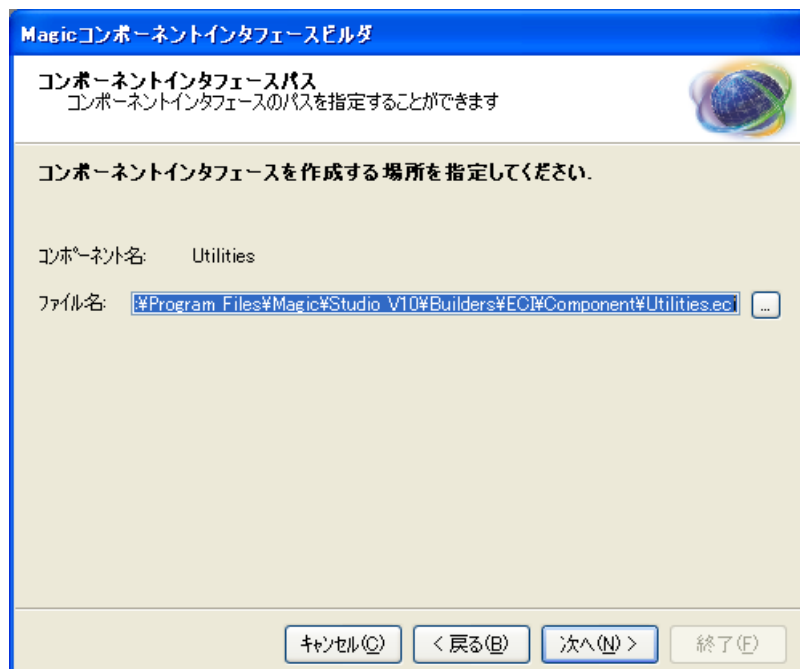 Magicコンポーネントインタフェースビルダ
コンポーネントインタフェースパス
コンポーネントインタフェースのパスを指定することができます
コンポーネントインタフェースを作成する場所を指定してください.
コンポーネント名: Utilities
ファイル名: :¥Program Files¥Magic¥Studio V10¥Builders¥ECI¥Component¥Utilities.eci ...
キャンセル(C) < 戻る(B) 次へ(N) > 終了(F)